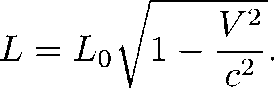 $L = L_0 \sqrt{1 - \frac{V^2}{c^2}}.$